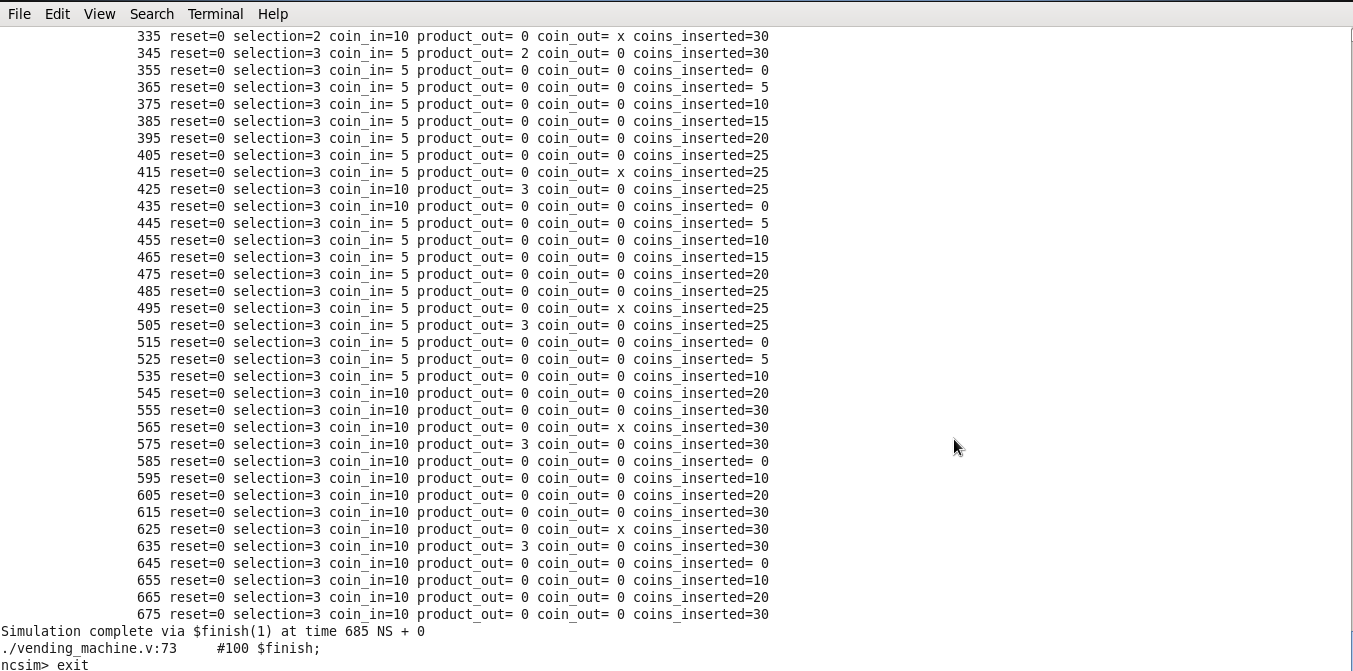 File Edit View Search Terminal Help
335 reset=0 selection=2 coin_in=10 product_out= 0 coin_out= x coins_inserted=30
345 reset=0 selection=3 coin_in= 5 product_out= 2 coin_out= 0 coins_inserted=30
355 reset=0 selection=3 coin_in= 5 product_out= 0 coin_out= 0 coins_inserted= 0
365 reset=0 selection=3 coin_in= 5 product_out= 0 coin_out= 0 coins_inserted= 5
375 reset=0 selection=3 coin_in= 5 product_out= 0 coin_out= 0 coins_inserted=10
385 reset=0 selection=3 coin_in= 5 product_out= 0 coin_out= 0 coins_inserted=15
395 reset=0 selection=3 coin_in= 5 product_out= 0 coin_out= 0 coins_inserted=20
405 reset=0 selection=3 coin_in= 5 product_out= 0 coin_out= 0 coins_inserted=25
415 reset=0 selection=3 coin_in= 5 product_out= 0 coin_out= x coins_inserted=25
425 reset=0 selection=3 coin_in=10 product_out= 3 coin_out= 0 coins_inserted=25
435 reset=0 selection=3 coin_in=10 product_out= 0 coin_out= 0 coins_inserted= 0
445 reset=0 selection=3 coin_in= 5 product_out= 0 coin_out= 0 coins_inserted= 5
455 reset=0 selection=3 coin_in= 5 product_out= 0 coin_out= 0 coins_inserted=10
465 reset=0 selection=3 coin_in= 5 product_out= 0 coin_out= 0 coins_inserted=15
475 reset=0 selection=3 coin_in= 5 product_out= 0 coin_out= 0 coins_inserted=20
485 reset=0 selection=3 coin_in= 5 product_out= 0 coin_out= 0 coins_inserted=25
495 reset=0 selection=3 coin_in= 5 product_out= 0 coin_out= x coins_inserted=25
505 reset=0 selection=3 coin_in= 5 product_out= 3 coin_out= 0 coins_inserted=25
515 reset=0 selection=3 coin_in= 5 product_out= 0 coin_out= 0 coins_inserted= 0
525 reset=0 selection=3 coin_in= 5 product_out= 0 coin_out= 0 coins_inserted= 5
535 reset=0 selection=3 coin_in= 5 product_out= 0 coin_out= 0 coins_inserted=10
545 reset=0 selection=3 coin_in=10 product_out= 0 coin_out= 0 coins_inserted=20
555 reset=0 selection=3 coin_in=10 product_out= 0 coin_out= 0 coins_inserted=30
565 reset=0 selection=3 coin_in=10 product_out= 0 coin_out= x coins_inserted=30
575 reset=0 selection=3 coin_in=10 product_out= 3 coin_out= 0 coins_inserted=30
585 reset=0 selection=3 coin_in=10 product_out= 0 coin_out= 0 coins_inserted= 0
595 reset=0 selection=3 coin_in=10 product_out= 0 coin_out= 0 coins_inserted=10
605 reset=0 selection=3 coin_in=10 product_out= 0 coin_out= 0 coins_inserted=20
615 reset=0 selection=3 coin_in=10 product_out= 0 coin_out= 0 coins_inserted=30
625 reset=0 selection=3 coin_in=10 product_out= 0 coin_out= x coins_inserted=30
635 reset=0 selection=3 coin_in=10 product_out= 3 coin_out= 0 coins_inserted=30
645 reset=0 selection=3 coin_in=10 product_out= 0 coin_out= 0 coins_inserted= 0
655 reset=0 selection=3 coin_in=10 product_out= 0 coin_out= 0 coins_inserted=10
665 reset=0 selection=3 coin_in=10 product_out= 0 coin_out= 0 coins_inserted=20
675 reset=0 selection=3 coin_in=10 product_out= 0 coin_out= 0 coins_inserted=30
Simulation complete via $finish(1) at time 685 NS + 0
./vending_machine.v:73     #100 $finish;
ncsim> exit